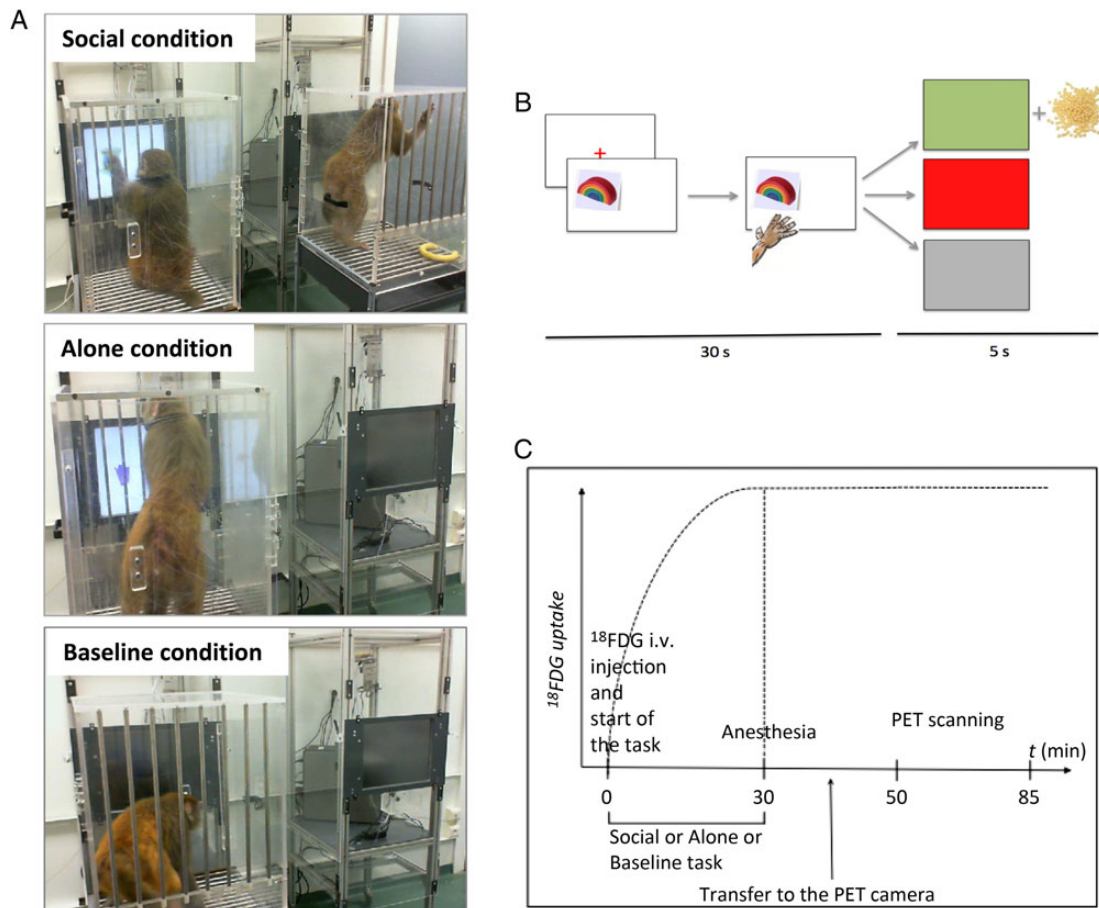 A
Social condition
Alone condition
Baseline condition
B
+
+
30 s
5 s
C
18FDG uptake
18FDG i.v.
injection
and
start of
the task
Anesthesia
PET scanning
t (min)
0
30
50
85
Social or Alone or
Baseline task
Transfer to the PET camera